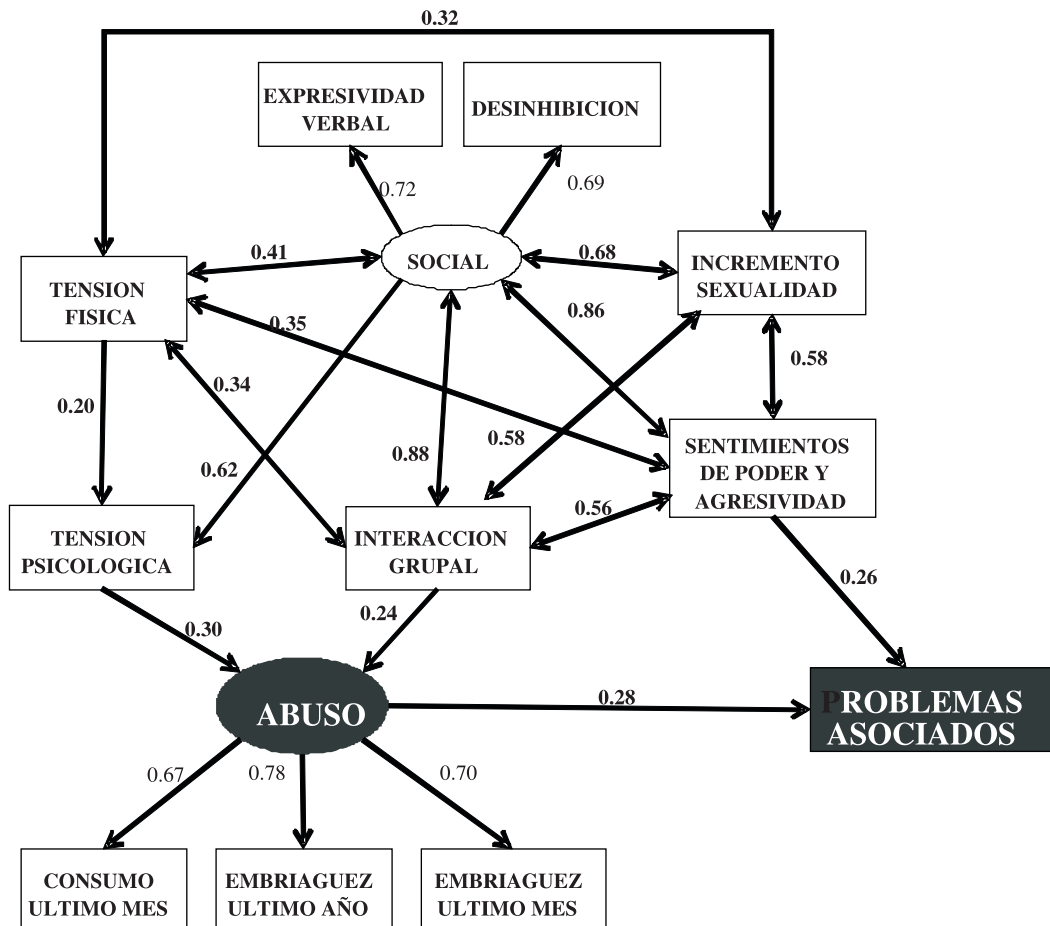 0.32
EXPRESIVIDAD
VERBAL
DESINHIBICION
0.72
0.69
0.41
SOCIAL
0.68
INCREMENTO
SEXUALIDAD
TENSION
FISICA
0.35
0.86
0.58
0.20
0.34
0.62
0.88
0.58
SENTIMIENTOS
DE PODER Y
AGRESIVIDAD
0.56
TENSION
PSICOLOGICA
INTERACCION
GRUPAL
0.26
0.30
0.24
ABUSO
0.28
PROBLEMAS
ASOCIADOS
0.67
0.78
0.70
CONSUMO
ULTIMO MES
EMBRIAGUEZ
ULTIMO AÑO
EMBRIAGUEZ
ULTIMO MES